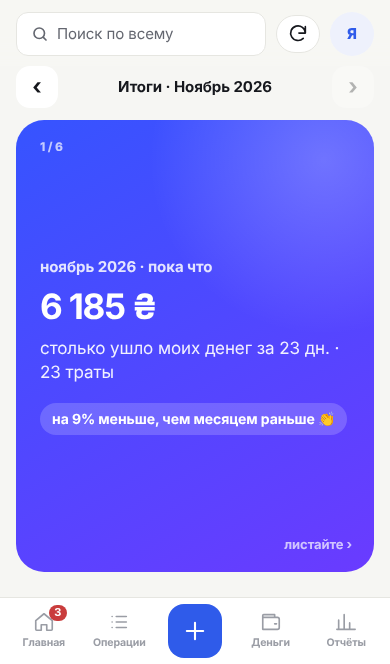 Поиск по всему
Я
Итоги · Ноябрь 2026
1 / 6
ноябрь 2026 · пока что
6 185 ₴
столько ушло моих денег за 23 дн. ·
23 траты
на 9% меньше, чем месяцем раньше 👏
листайте ›
3
Главная
Операции
Деньги
Отчёты